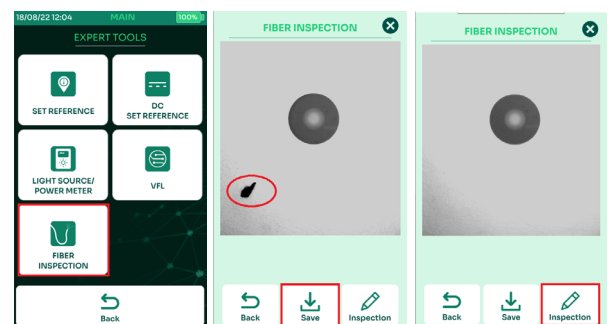 18/08/22 12:04 MAIN 100%
EXPERT TOOLS
SET REFERENCE
DC
SET REFERENCE
LIGHT SOURCE/
POWER METER
VFL
FIBER
INSPECTION
Back
FIBER INSPECTION
Back Save Inspection
FIBER INSPECTION
Back Save Inspection